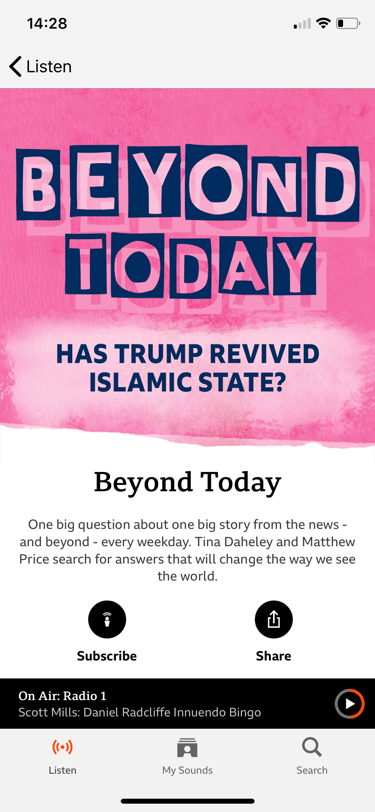 14:28
Listen
BEYOND
TODAY
HAS TRUMP REVIVED
ISLAMIC STATE?
Beyond Today
One big question about one big story from the news -
and beyond - every weekday. Tina Daheley and Matthew
Price search for answers that will change the way we see
the world.
Subscribe
Share
On Air: Radio 1
Scott Mills: Daniel Radcliffe Innuendo Bingo
Listen
My Sounds
Search